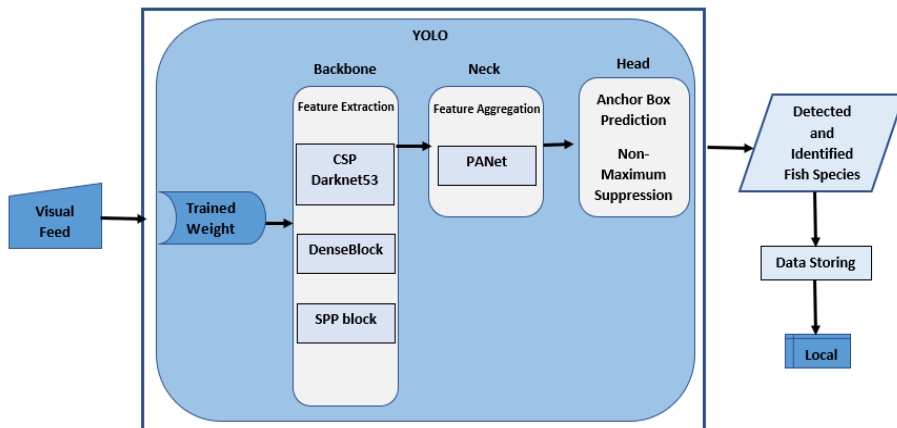 YOLO
Visual
Feed
Trained
Weight
Backbone
Feature Extraction
CSP
Darknet53
DenseBlock
SPP block
Neck
Feature Aggregation
PANet
Head
Anchor Box
Prediction
Non-
Maximum
Suppression
Detected
and
Identified
Fish Species
Data Storing
Local